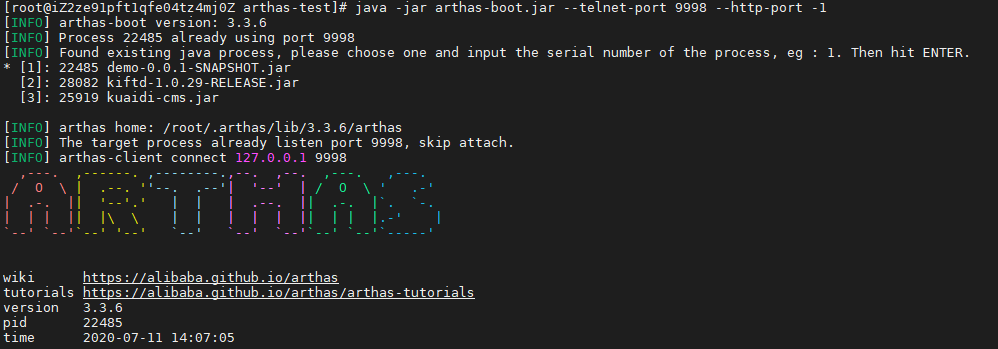 [root@iZ2ze91pft1qfe04tz4mj0Z arthas-test]# java -jar arthas-boot.jar --telnet-port 9998 --http-port -1
[INFO] arthas-boot version: 3.3.6
[INFO] Process 22485 already using port 9998
[INFO] Found existing java process, please choose one and input the serial number of the process, eg : 1. Then hit ENTER.
* [1]: 22485 demo-0.0.1-SNAPSHOT.jar
  [2]: 28082 kiftd-1.0.29-RELEASE.jar
  [3]: 25919 kuaidi-cms.jar
[INFO] arthas home: /root/.arthas/lib/3.3.6/arthas
[INFO] The target process already listen port 9998, skip attach.
[INFO] arthas-client connect 127.0.0.1 9998
ARTHAS
wiki      https://alibaba.github.io/arthas
tutorials https://alibaba.github.io/arthas/arthas-tutorials
version   3.3.6
pid       22485
time      2020-07-11 14:07:05